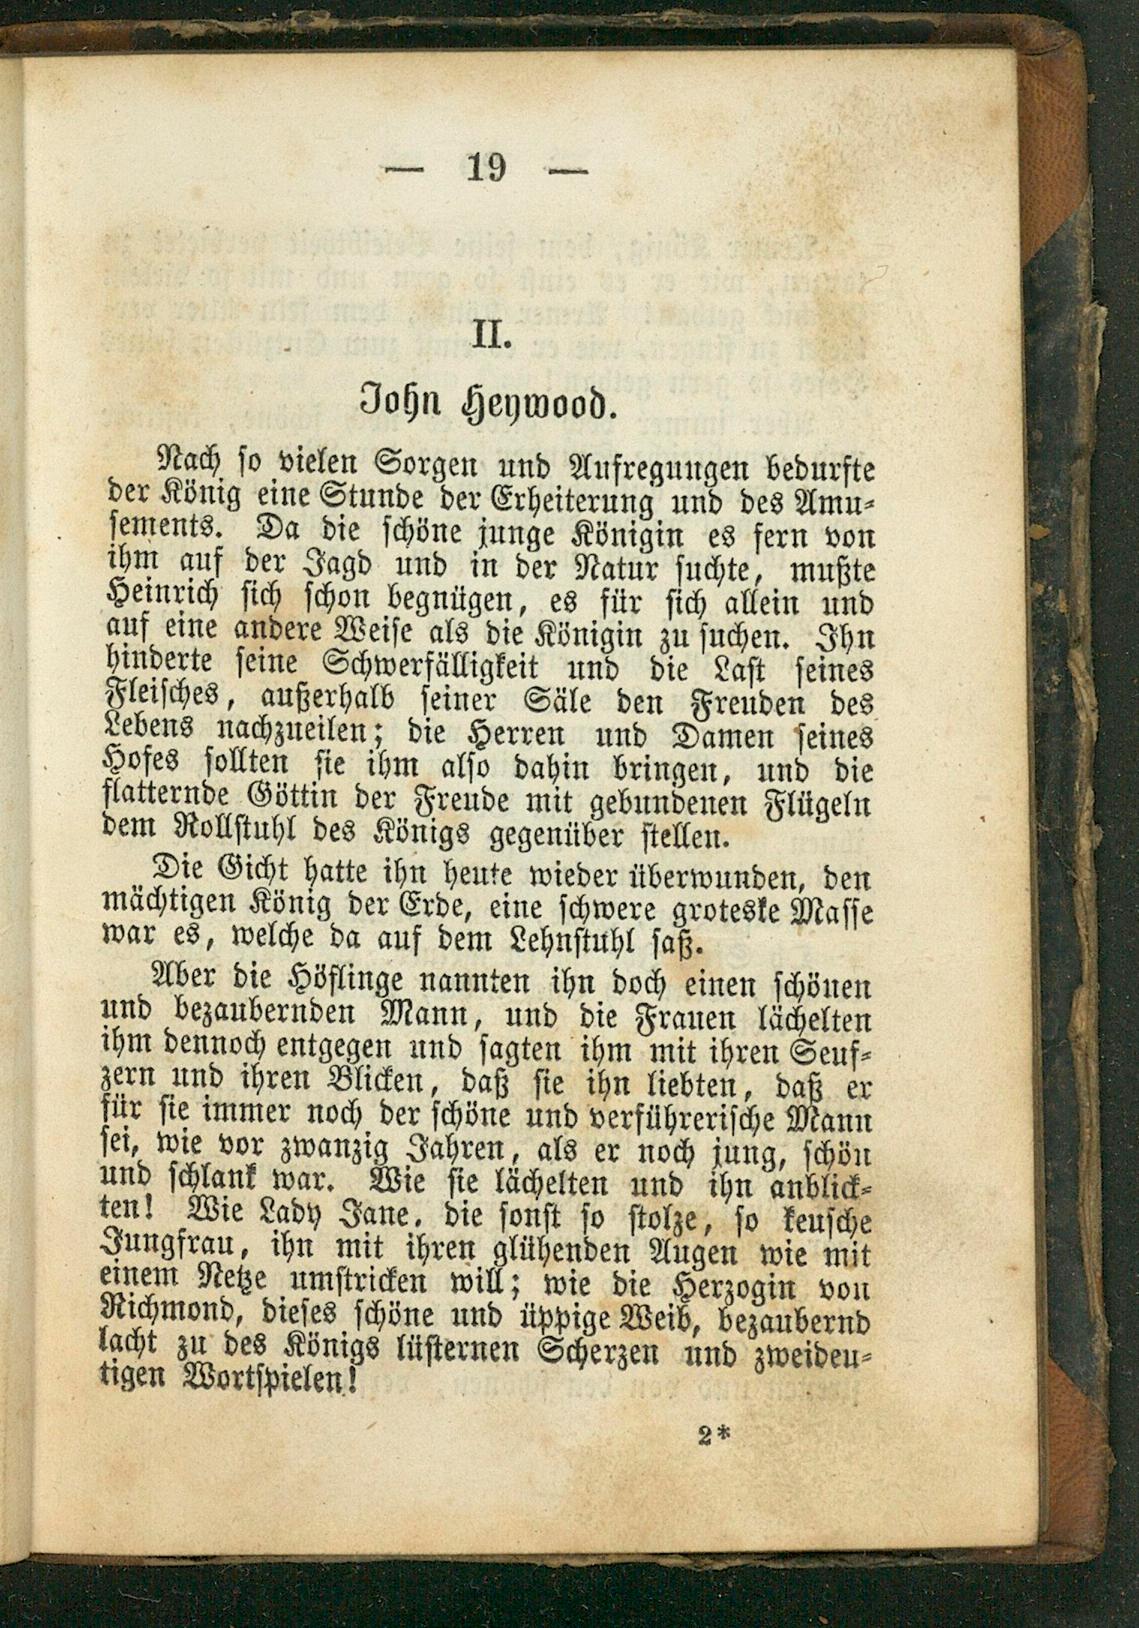 — 19 —
II.
John Heywood.
Nach so vielen Sorgen und Aufregungen bedurfte
der König eine Stunde der Erheiterung und des Amu-
sements. Da die schöne junge Königin es fern von
ihm auf der Jagd und in der Natur suchte, mußte
Heinrich sich schon begnügen, es für sich allein und
auf eine andere Weise als die Königin zu suchen. Ihn
hinderte seine Schwerfälligkeit und die Last seines
Fleisches, außerhalb seiner Säle den Freuden des
Lebens nachzueilen; die Herren und Damen seines
Hofes sollten sie ihm also dahin bringen, und die
flatternde Göttin der Freude mit gebundenen Flügeln
dem Rollstuhl des Königs gegenüber stellen.
Die Gicht hatte ihn heute wieder überwunden, den
mächtigen König der Erde, eine schwere groteske Masse
war es, welche da auf dem Lehnstuhl saß.
Aber die Höflinge nannten ihn doch einen schönen
und bezaubernden Mann, und die Frauen lächelten
ihm dennoch entgegen und sagten ihm mit ihren Seuf-
zern und ihren Blicken, daß sie ihn liebten, daß er
für sie immer noch der schöne und verführerische Mann
sei, wie vor zwanzig Jahren, als er noch jung, schön
und schlank war. Wie sie lächelten und ihn anblick-
ten! Wie Lady Jane. die sonst so stolze, so keusche
Jungfrau, ihn mit ihren glühenden Augen wie mit
einem Netze umstricken will; wie die Herzogin von
Richmond, dieses schöne und üppige Weib, bezaubernd
lacht zu des Königs lüsternen Scherzen und zweideu-
tigen Wortspielen!
2*